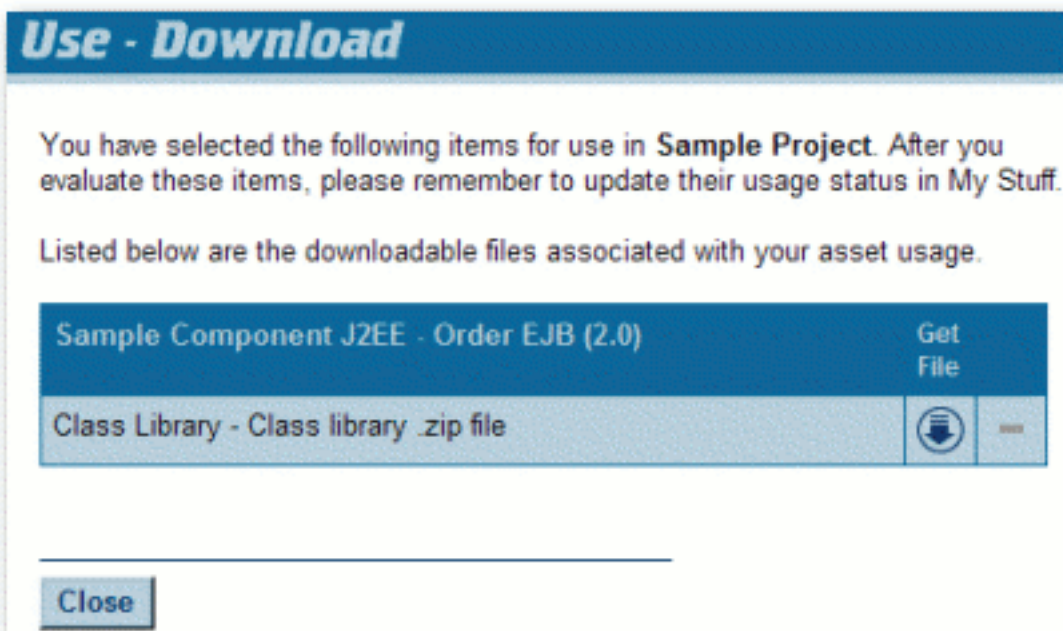 Use - Download
You have selected the following items for use in Sample Project. After you
evaluate these items, please remember to update their usage status in My Stuff.
Listed below are the downloadable files associated with your asset usage.
Sample Component J2EE - Order EJB (2.0)
Get
File
Class Library - Class library .zip file
Close